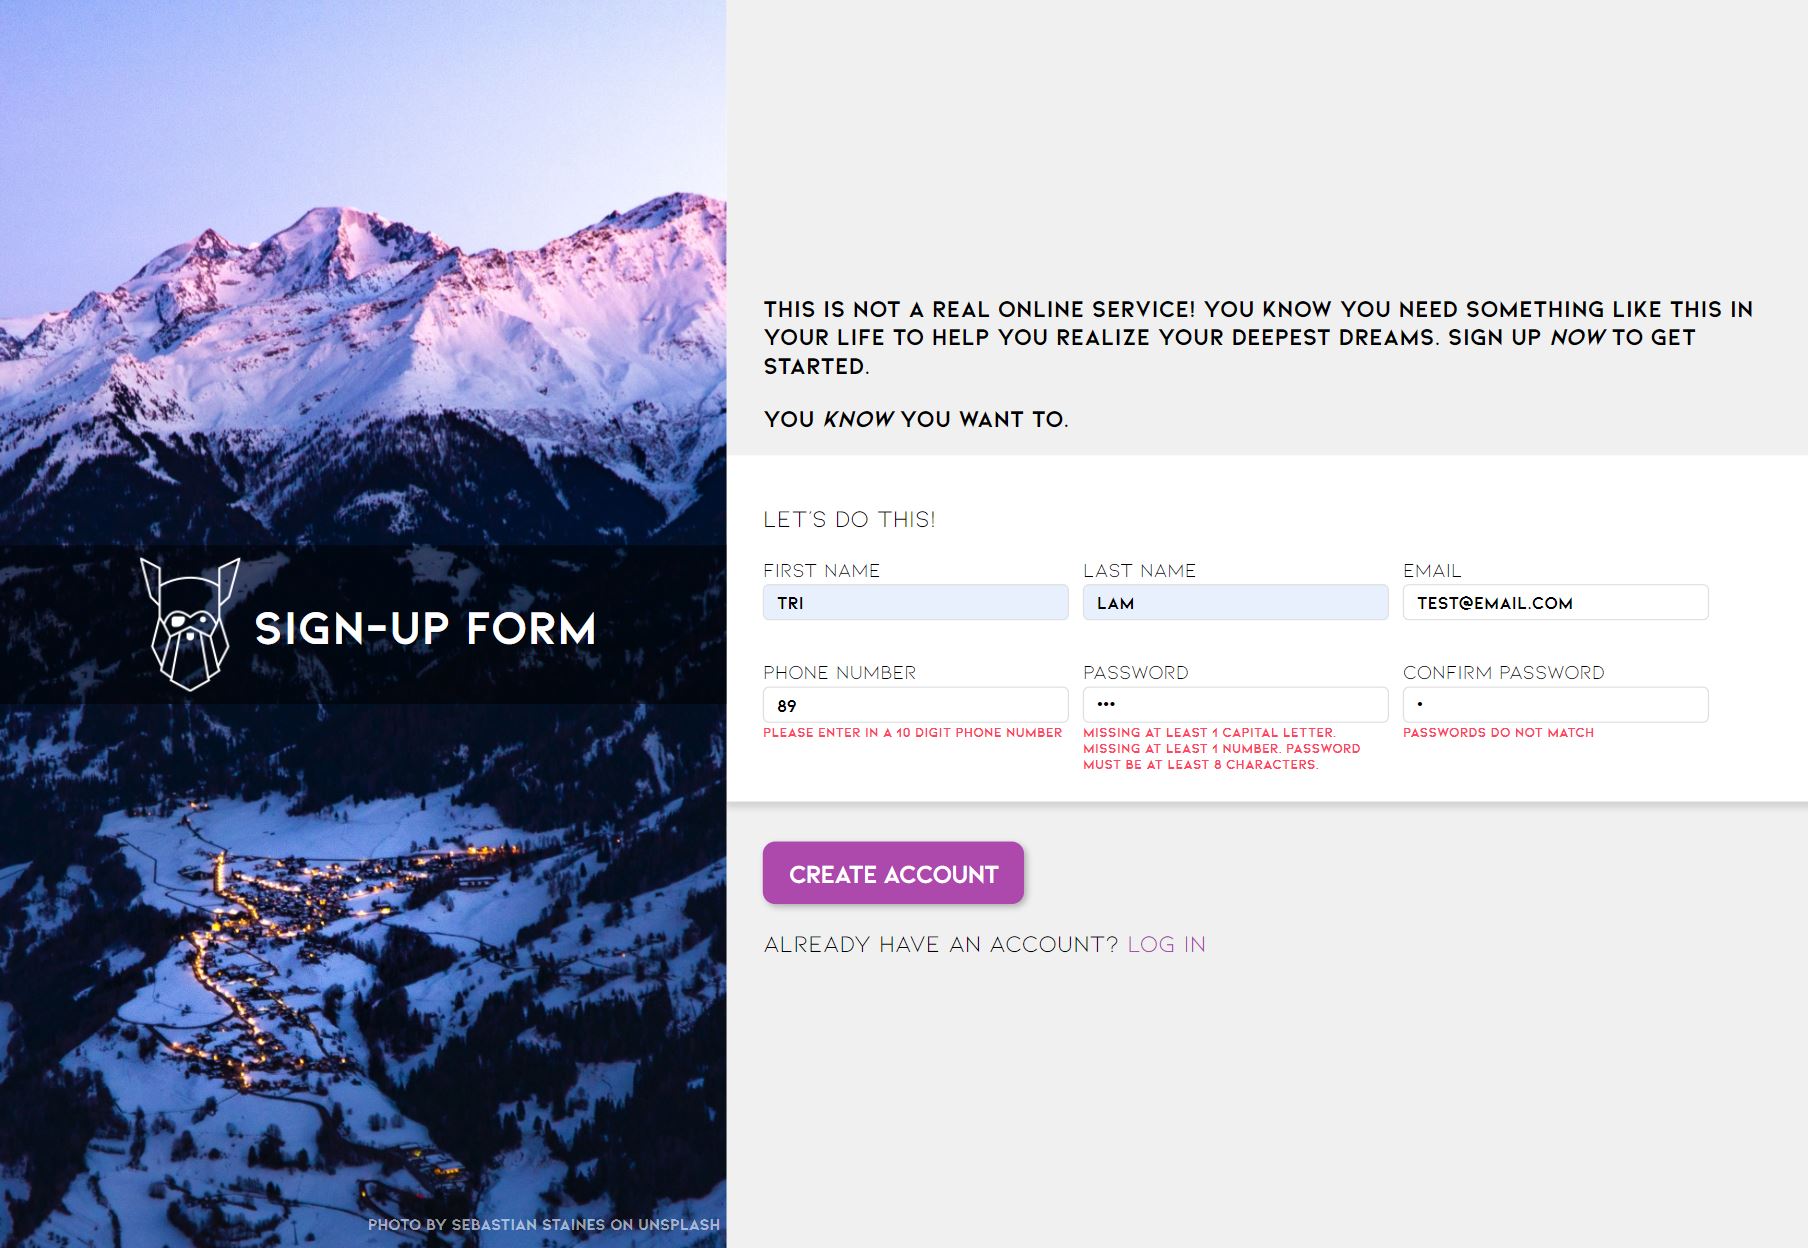 SIGN-UP FORM
PHOTO BY SEBASTIAN STAINES ON UNSPLASH
THIS IS NOT A REAL ONLINE SERVICE! YOU KNOW YOU NEED SOMETHING LIKE THIS IN
YOUR LIFE TO HELP YOU REALIZE YOUR DEEPEST DREAMS. SIGN UP NOW TO GET
STARTED.
YOU KNOW YOU WANT TO.
LET'S DO THIS!
FIRST NAME
TRI
LAST NAME
LAM
EMAIL
TEST@EMAIL.COM
PHONE NUMBER
89
PLEASE ENTER IN A 10 DIGIT PHONE NUMBER
PASSWORD
•••
MISSING AT LEAST 1 CAPITAL LETTER.
MISSING AT LEAST 1 NUMBER. PASSWORD
MUST BE AT LEAST 8 CHARACTERS.
CONFIRM PASSWORD
•
PASSWORDS DO NOT MATCH
CREATE ACCOUNT
ALREADY HAVE AN ACCOUNT? LOG IN